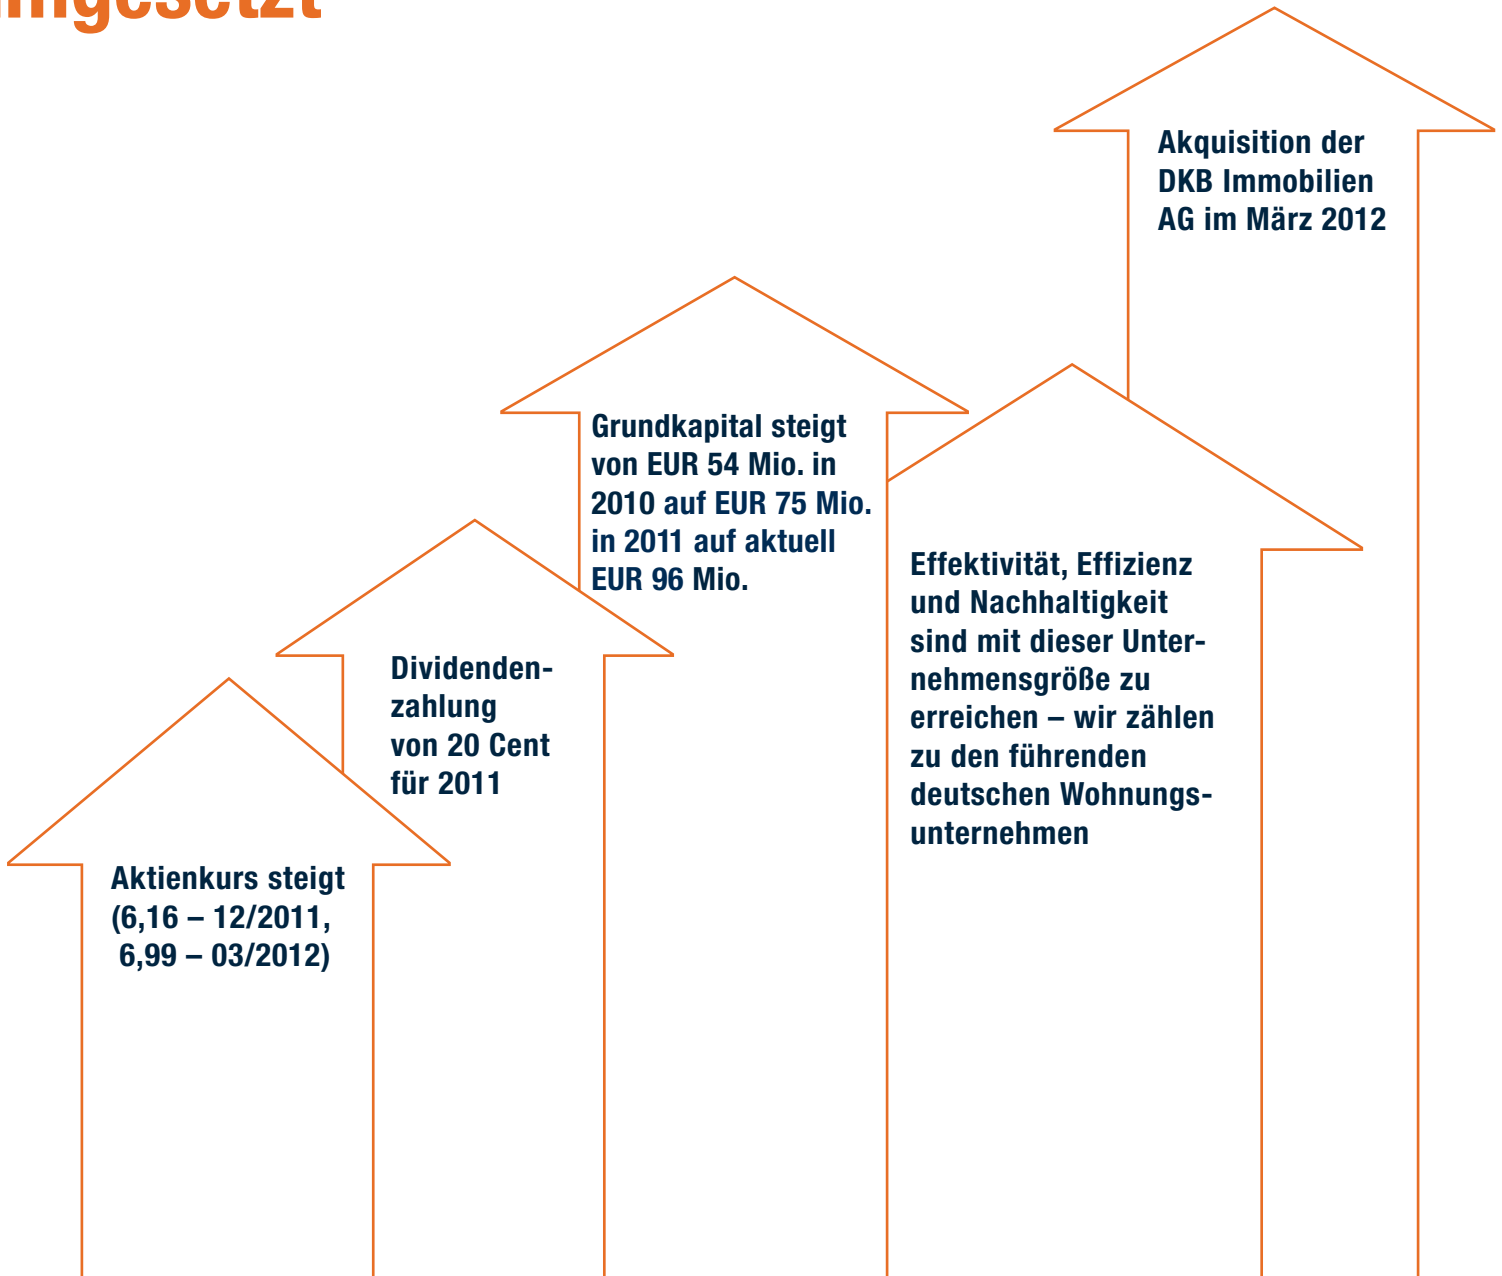 Akquisition der
DKB Immobilien
AG im März 2012
Grundkapital steigt
von EUR 54 Mio. in
2010 auf EUR 75 Mio.
in 2011 auf aktuell
EUR 96 Mio.
Effektivität, Effizienz
und Nachhaltigkeit
sind mit dieser Unter-
nehmensgröße zu
erreichen – wir zählen
zu den führenden
deutschen Wohnungs-
unternehmen
Dividenden-
zahlung
von 20 Cent
für 2011
Aktienkurs steigt
(6,16 – 12/2011,
6,99 – 03/2012)